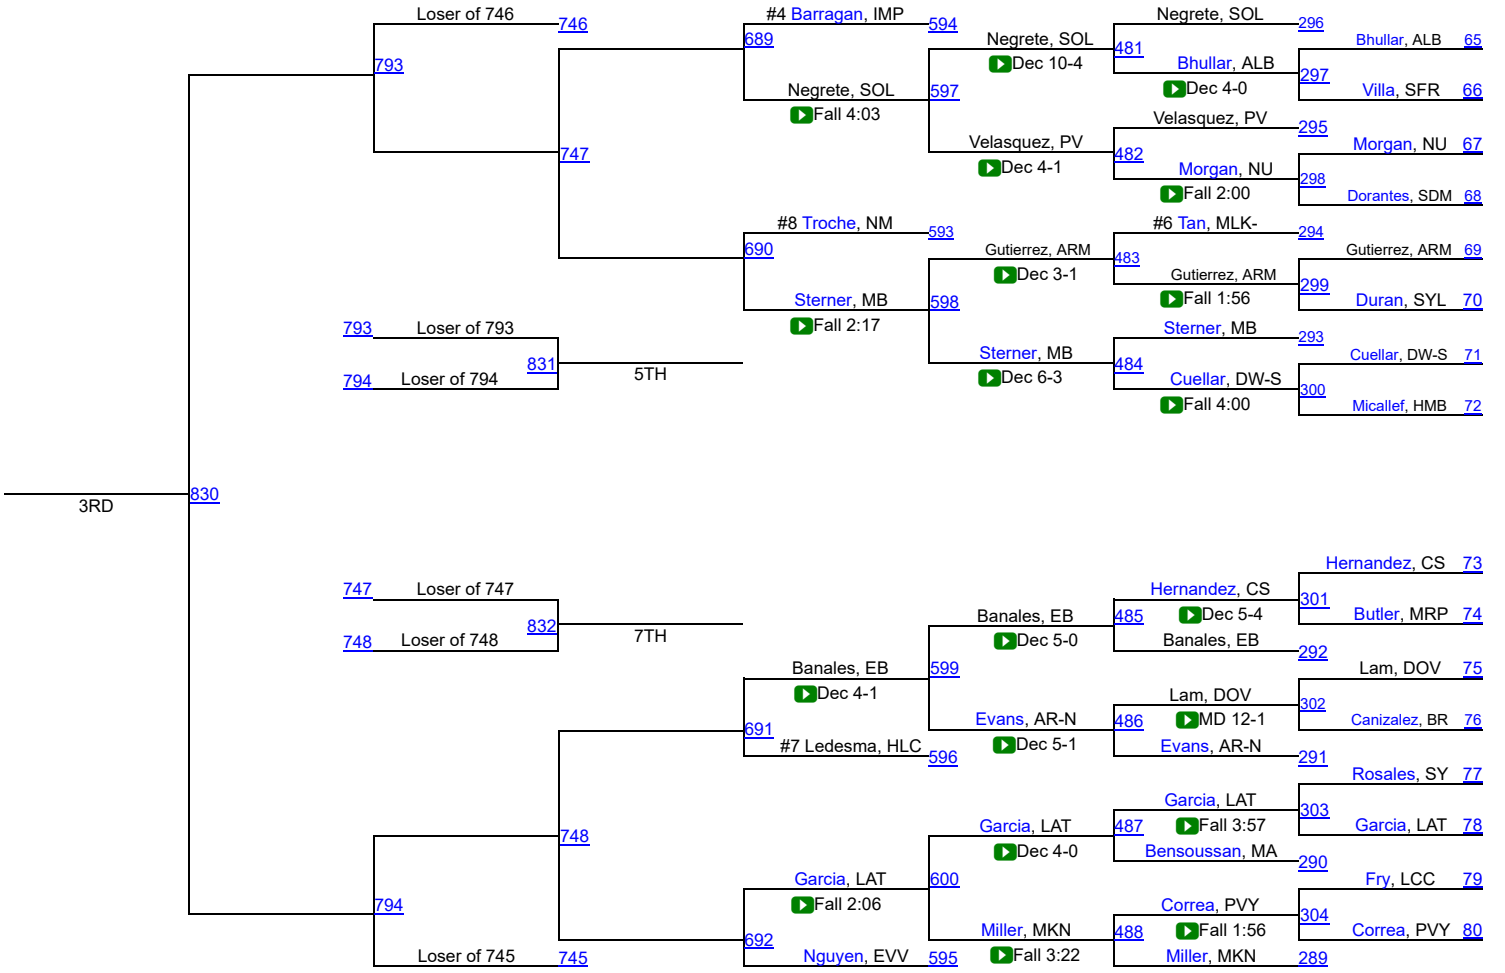 Loser of 746 746 #4 Barragan, IMP 594 Negrete, SOL 296
689 Negrete, SOL 481 Bhullar, ALB 65
793 Dec 10-4 Bhullar, ALB 297
Negrete, SOL 597 Dec 4-0 Villa, SFR 66
Fall 4:03 Velasquez, PV 295
747 Velasquez, PV 482 Morgan, NU 67
Dec 4-1 Morgan, NU 298
Fall 2:00 Dorantes, SDM 68
#8 Troche, NM 593 #6 Tan, MLK- 294
690 Gutierrez, ARM 483 Gutierrez, ARM 69
Dec 3-1 Gutierrez, ARM 299
Sterner, MB 598 Fall 1:56 Duran, SYL 70
793 Loser of 793 Fall 2:17 Sterner, MB 293
831 Sterner, MB 484 Cuellar, DW-S 71
794 Loser of 794 5TH Dec 6-3 Cuellar, DW-S 300
Fall 4:00 Micallef, HMB 72
830
3RD
Hernandez, CS 73
747 Loser of 747 Hernandez, CS 301
832 Banales, EB 485 Dec 5-4 Butler, MRP 74
748 Loser of 748 7TH Dec 5-0 Banales, EB 292
Banales, EB 599 Lam, DOV 75
Dec 4-1 Lam, DOV 302
691 Evans, AR-N 486 MD 12-1 Canizalez, BR 76
#7 Ledesma, HLC 596 Dec 5-1 Evans, AR-N 291
Rosales, SY 77
Garcia, LAT 303
748 Garcia, LAT 487 Fall 3:57 Garcia, LAT 78
Dec 4-0 Bensoussan, MA 290
Garcia, LAT 600 Fry, LCC 79
794 Fall 2:06 Correa, PVY 304
692 Miller, MKN 488 Fall 1:56 Correa, PVY 80
Loser of 745 745 Nguyen, EVV 595 Fall 3:22 Miller, MKN 289